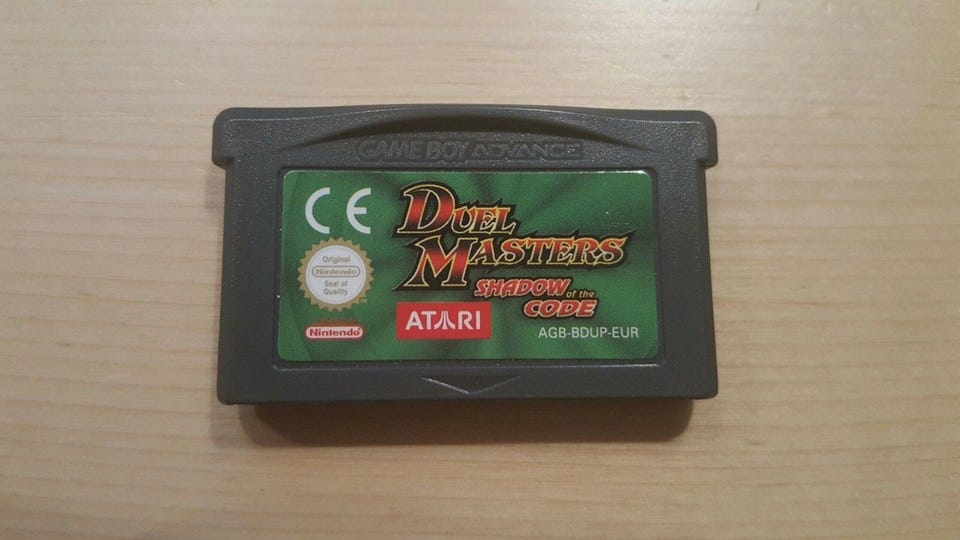 GAME BOY ADVANCE
CE
DUEL
MASTERS
SHADOW of the
CODE
Original
Nintendo
Seal of
Quality
TM
Nintendo
ATARI
AGB-BDUP-EUR